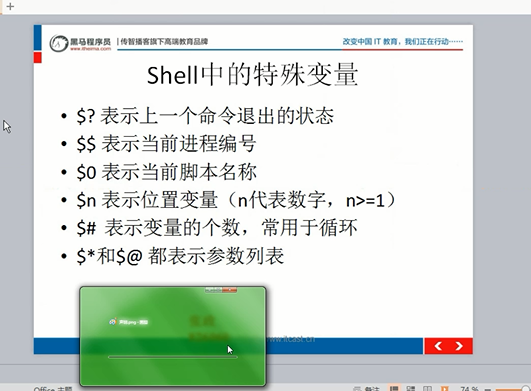 黑马程序员
www.itheima.com
传智播客旗下高端教育品牌
改变中国 IT 教育，我们正在行动……
Shell中的特殊变量
• $? 表示上一个命令退出的状态
• $$ 表示当前进程编号
• $0 表示当前脚本名称
• $n 表示位置变量（n代表数字，n>=1）
• $# 表示变量的个数，常用于循环
• $*和$@ 都表示参数列表
www.itcast.cn
备注
74 %